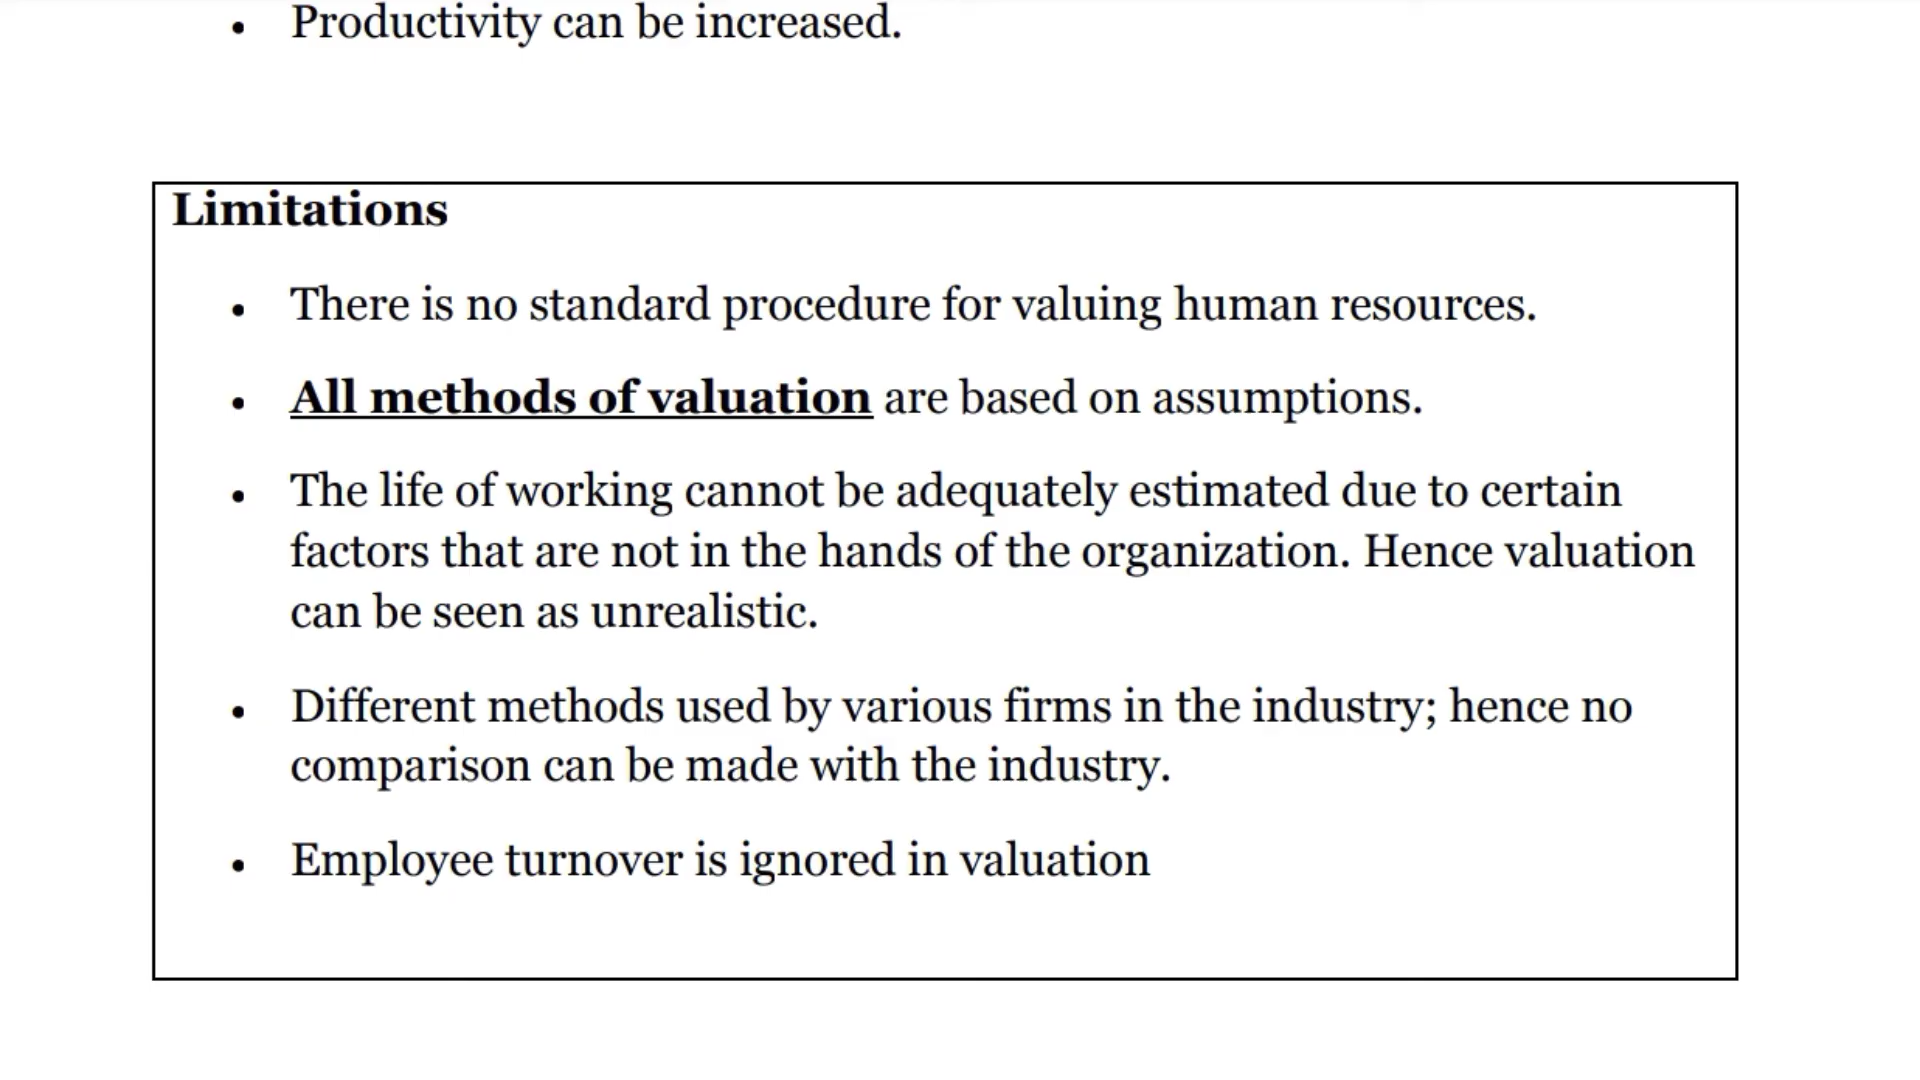 • Productivity can be increased.
Limitations
• There is no standard procedure for valuing human resources.
• All methods of valuation are based on assumptions.
• The life of working cannot be adequately estimated due to certain
factors that are not in the hands of the organization. Hence valuation
can be seen as unrealistic.
• Different methods used by various firms in the industry; hence no
comparison can be made with the industry.
• Employee turnover is ignored in valuation